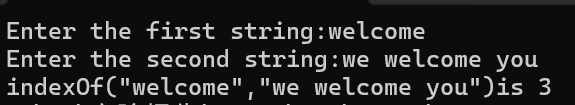 Enter the first string:welcome
Enter the second string:we welcome you
indexOf("welcome","we welcome you")is 3